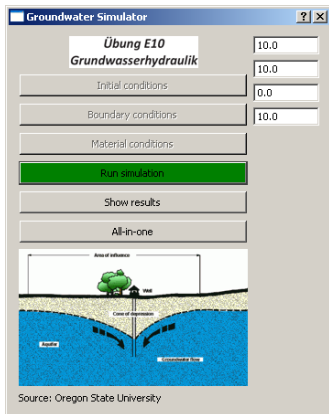 Groundwater Simulator
Übung E10
Grundwasserhydraulik
10.0
Initial conditions
10.0
0.0
Boundary conditions
10.0
Material conditions
Run simulation
Show results
All-in-one
Area of influence
Well
Cone of depression
Aquifer
Groundwater flow
Source: Oregon State University